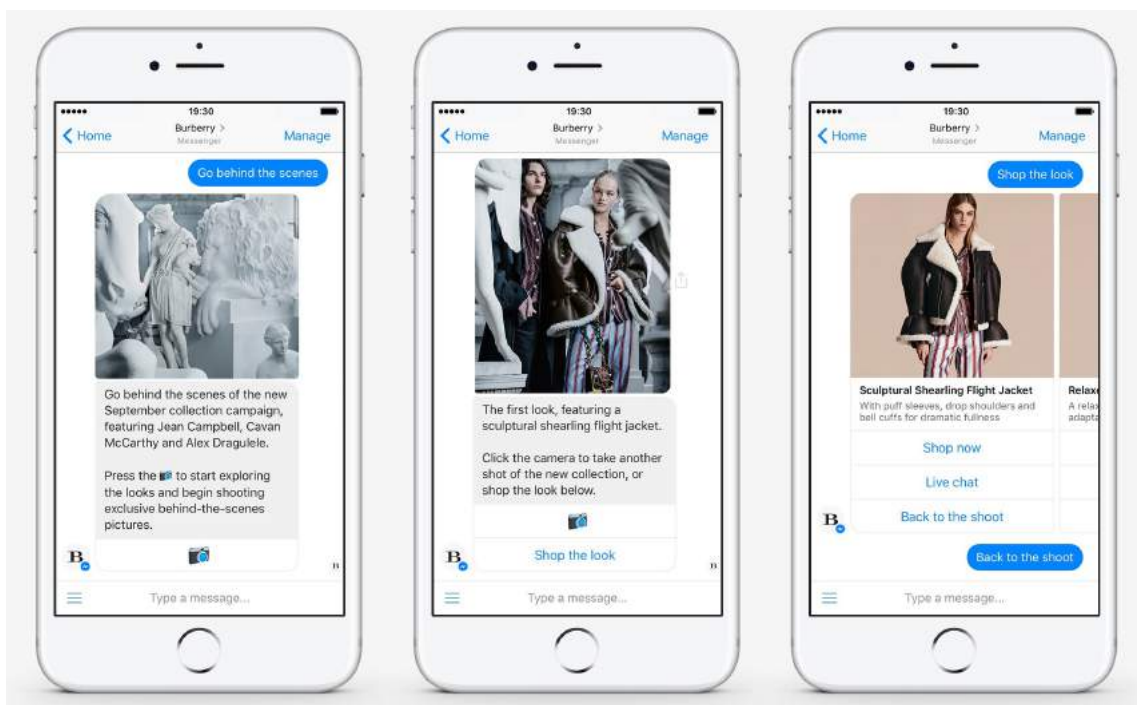 19:30
Home
Burberry >
Messenger
Manage
Go behind the scenes
Go behind the scenes of the new
September collection campaign,
featuring Jean Campbell, Cavan
McCarthy and Alex Dragulele.
Press the 📷 to start exploring
the looks and begin shooting
exclusive behind-the-scenes
pictures.
B
B
Type a message...
19:30
Home
Burberry >
Messenger
Manage
The first look, featuring a
sculptural shearling flight jacket.
Click the camera to take another
shot of the new collection, or
shop the look below.
Shop the look
B
B
Type a message...
19:30
Home
Burberry >
Messenger
Manage
Shop the look
Sculptural Shearling Flight Jacket
With puff sleeves, drop shoulders and
bell cuffs for dramatic fullness
Shop now
Live chat
Back to the shoot
Relaxe
A relax
adapta
B
Back to the shoot
Type a message...